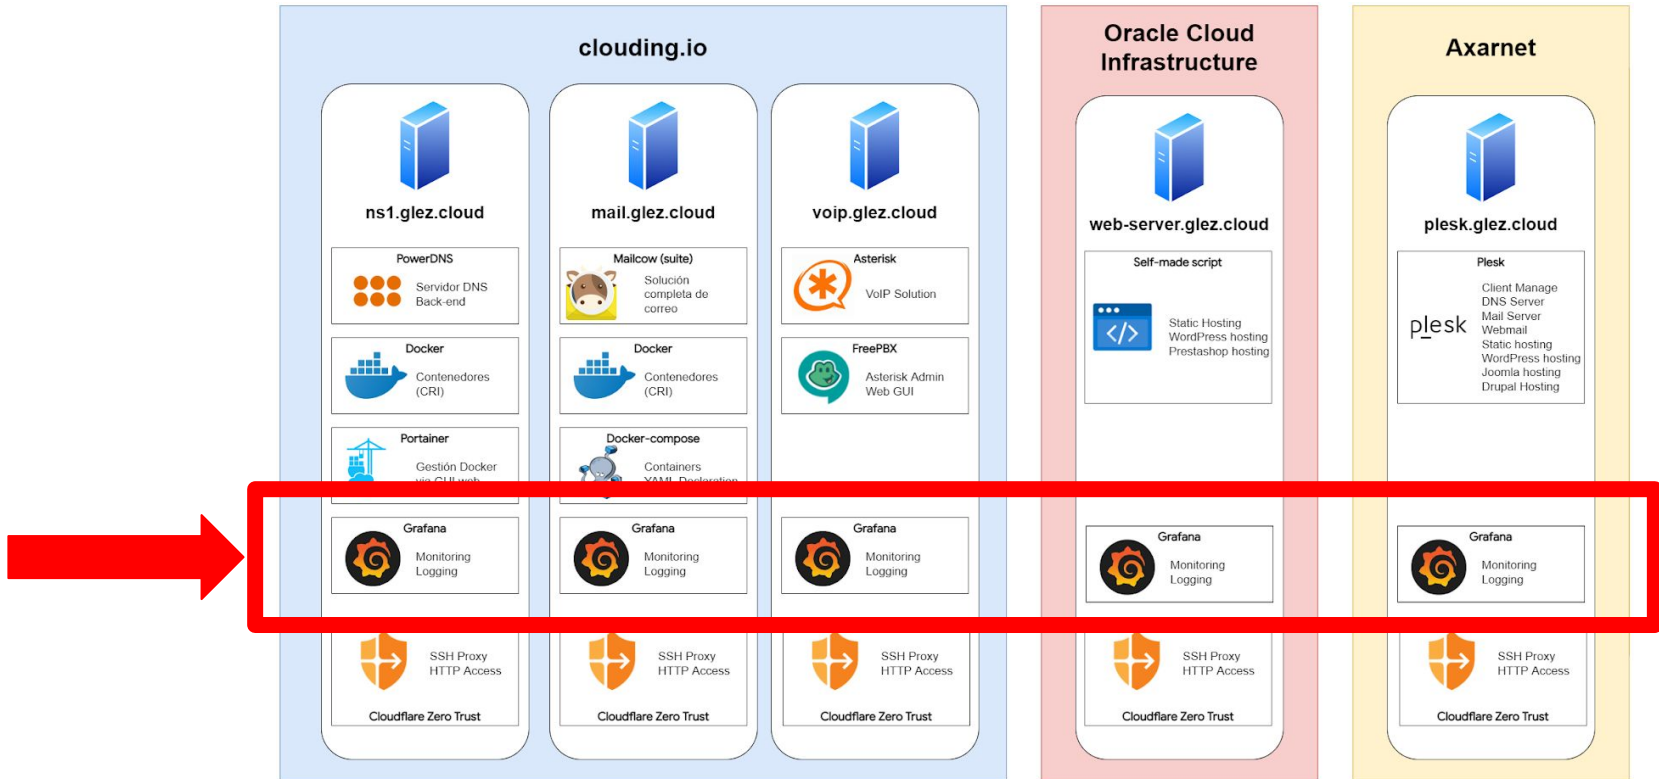 clouding.io
ns1.glez.cloud
PowerDNS
Servidor DNS
Back-end
Docker
Contenedores
(CRI)
Portainer
Gestión Docker
via GUI web
Grafana
Monitoring
Logging
SSH Proxy
HTTP Access
Cloudflare Zero Trust
mail.glez.cloud
Mailcow (suite)
Solución
completa de
correo
Docker
Contenedores
(CRI)
Docker-compose
Containers
YAML Declaration
Grafana
Monitoring
Logging
SSH Proxy
HTTP Access
Cloudflare Zero Trust
voip.glez.cloud
Asterisk
VoIP Solution
FreePBX
Asterisk Admin
Web GUI
Grafana
Monitoring
Logging
SSH Proxy
HTTP Access
Cloudflare Zero Trust
Oracle Cloud
Infrastructure
web-server.glez.cloud
Self-made script
Static Hosting
WordPress hosting
Prestashop hosting
Grafana
Monitoring
Logging
SSH Proxy
HTTP Access
Cloudflare Zero Trust
Axarnet
plesk.glez.cloud
Plesk
plesk
Client Manage
DNS Server
Mail Server
Webmail
Static hosting
WordPress hosting
Joomla hosting
Drupal Hosting
Grafana
Monitoring
Logging
SSH Proxy
HTTP Access
Cloudflare Zero Trust